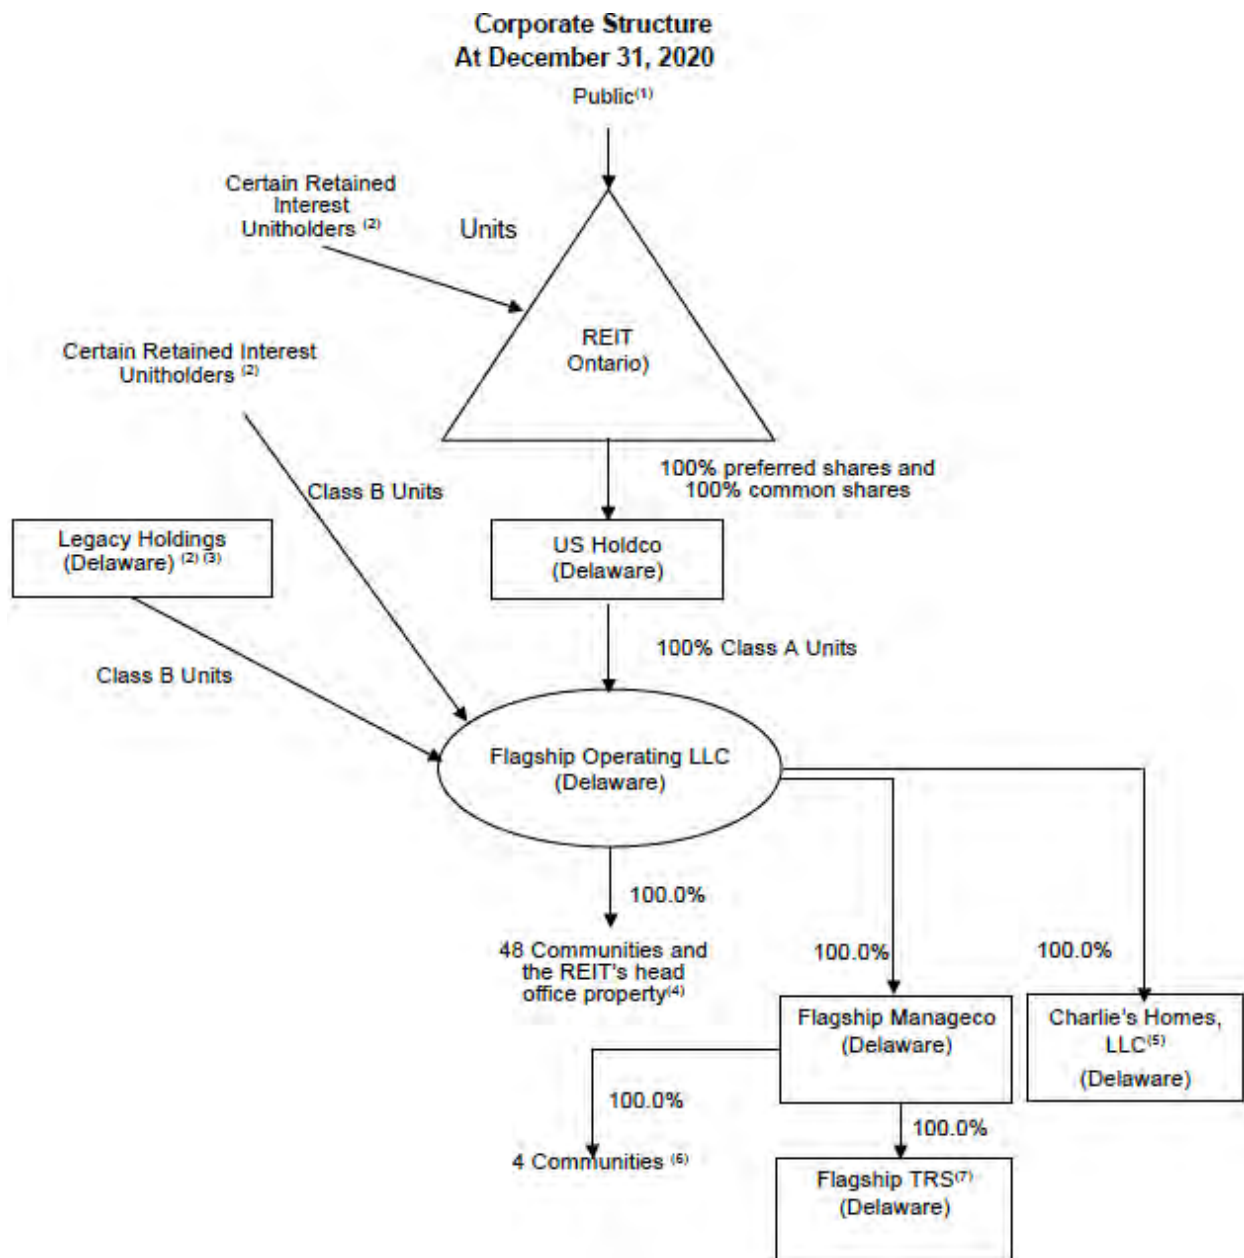 Corporate Structure
At December 31, 2020
Public(1)
Certain Retained
Interest
Unitholders (2)
Units
REIT
Ontario)
Certain Retained Interest
Unitholders (2)
100% preferred shares and
100% common shares
Class B Units
Legacy Holdings
(Delaware) (2) (3)
US Holdco
(Delaware)
100% Class A Units
Class B Units
Flagship Operating LLC
(Delaware)
100.0%
48 Communities and
the REIT's head
office property(4)
100.0%
100.0%
Flagship Manageco
(Delaware)
Charlie's Homes,
LLC(5)
(Delaware)
100.0%
100.0%
4 Communities (6)
Flagship TRS(7)
(Delaware)